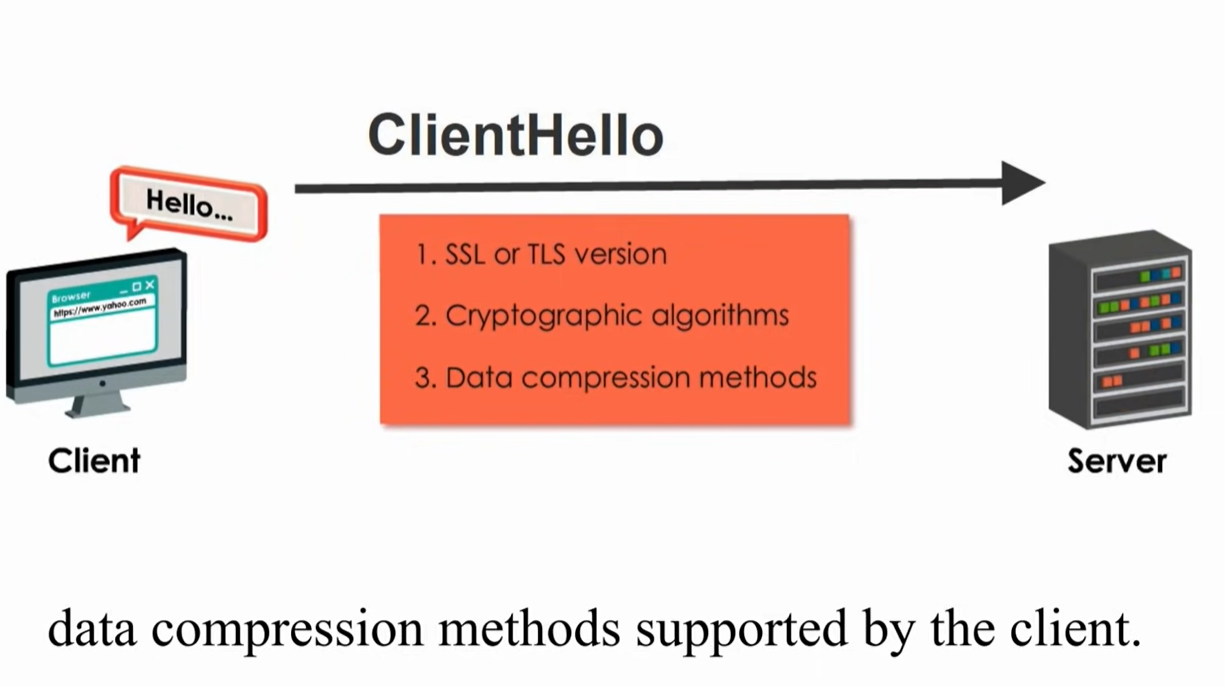 ClientHello
Hello...
Browser
https://www.yahoo.com
1. SSL or TLS version
2. Cryptographic algorithms
3. Data compression methods
Client
Server
data compression methods supported by the client.